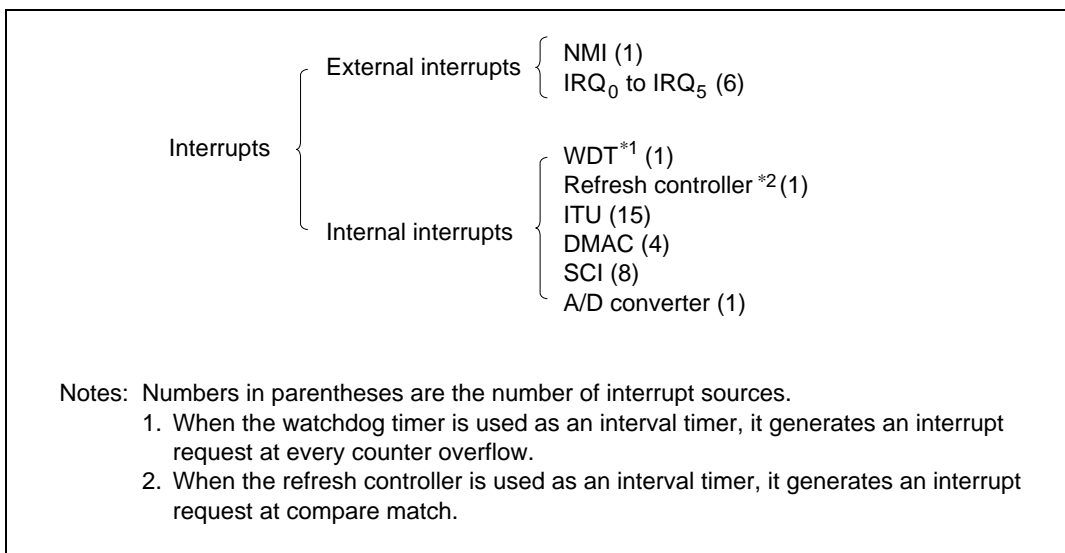 Interrupts
External interrupts
NMI (1)
IRQ0 to IRQ5 (6)
Internal interrupts
WDT*1 (1)
Refresh controller *2 (1)
ITU (15)
DMAC (4)
SCI (8)
A/D converter (1)
Notes: Numbers in parentheses are the number of interrupt sources.
1. When the watchdog timer is used as an interval timer, it generates an interrupt
request at every counter overflow.
2. When the refresh controller is used as an interval timer, it generates an interrupt
request at compare match.